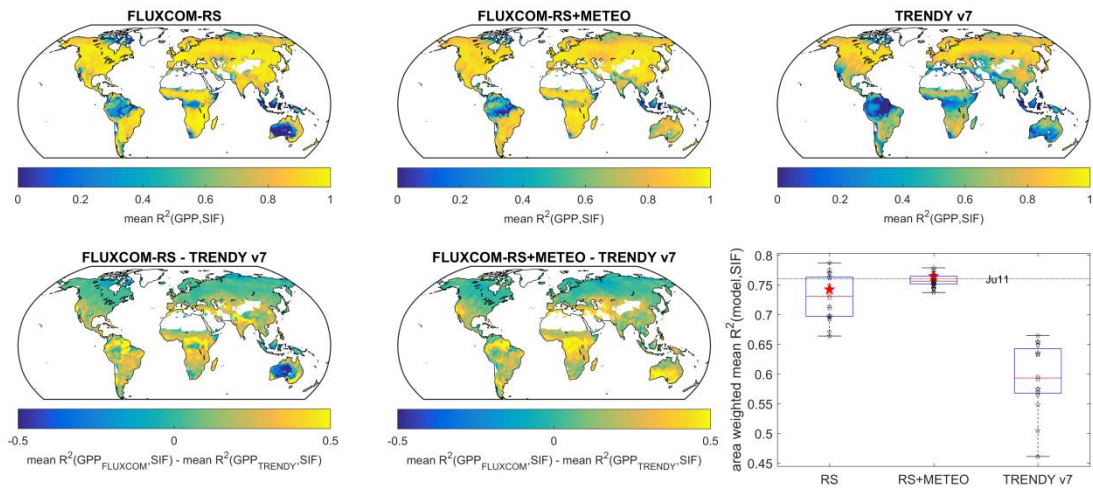 FLUXCOM-RS
FLUXCOM-RS+METEO
TRENDY v7
0 0.2 0.4 0.6 0.8 1
mean R²(GPP,SIF)
0 0.2 0.4 0.6 0.8 1
mean R²(GPP,SIF)
0 0.2 0.4 0.6 0.8 1
mean R²(GPP,SIF)
FLUXCOM-RS - TRENDY v7
FLUXCOM-RS+METEO - TRENDY v7
-0.5 0 0.5
mean R²(GPP_FLUXCOM,SIF) - mean R²(GPP_TRENDY,SIF)
-0.5 0 0.5
mean R²(GPP_FLUXCOM,SIF) - mean R²(GPP_TRENDY,SIF)
area weighted mean R²(model,SIF)
0.8
0.75
0.7
0.65
0.6
0.55
0.5
0.45
Ju11
RS RS+METEO TRENDY v7